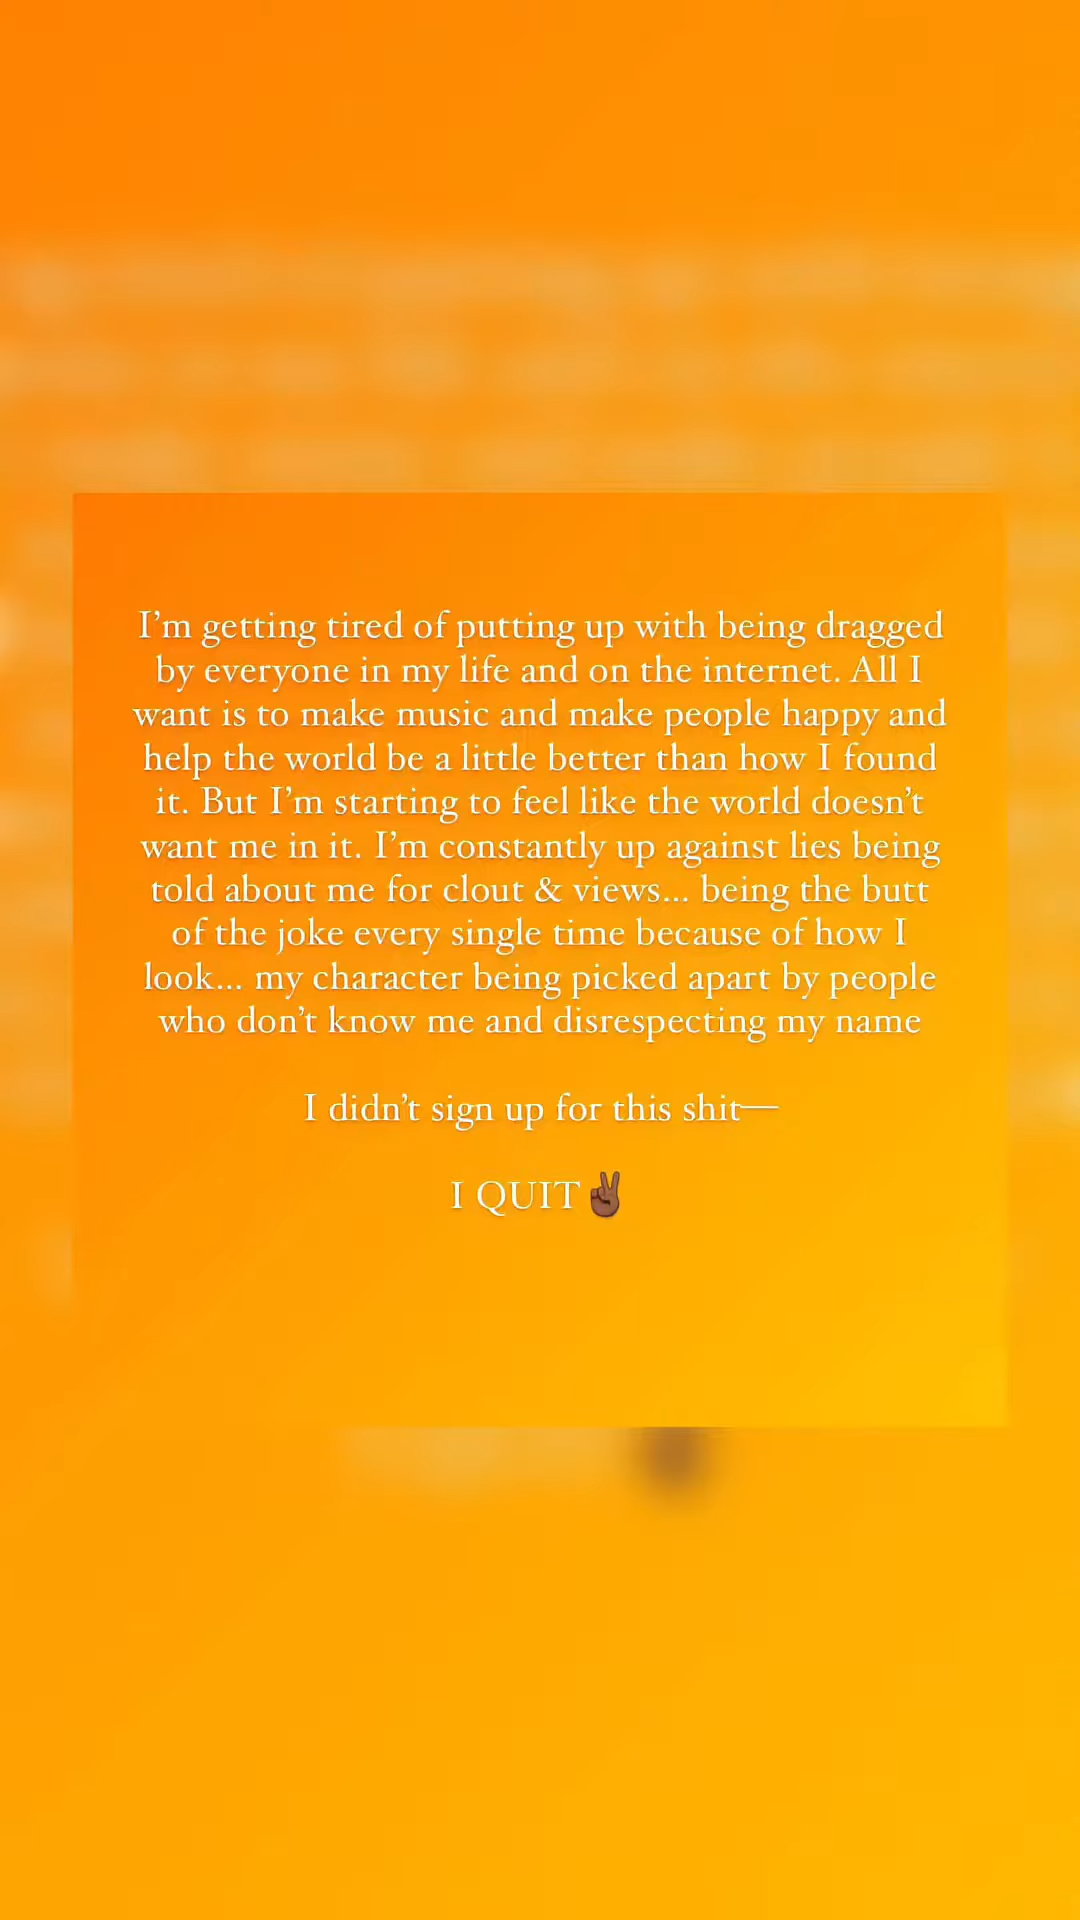 I’m getting tired of putting up with being dragged
by everyone in my life and on the internet. All I
want is to make music and make people happy and
help the world be a little better than how I found
it. But I’m starting to feel like the world doesn’t
want me in it. I’m constantly up against lies being
told about me for clout & views... being the butt
of the joke every single time because of how I
look... my character being picked apart by people
who don’t know me and disrespecting my name
I didn’t sign up for this shit—
I QUIT✌🏾